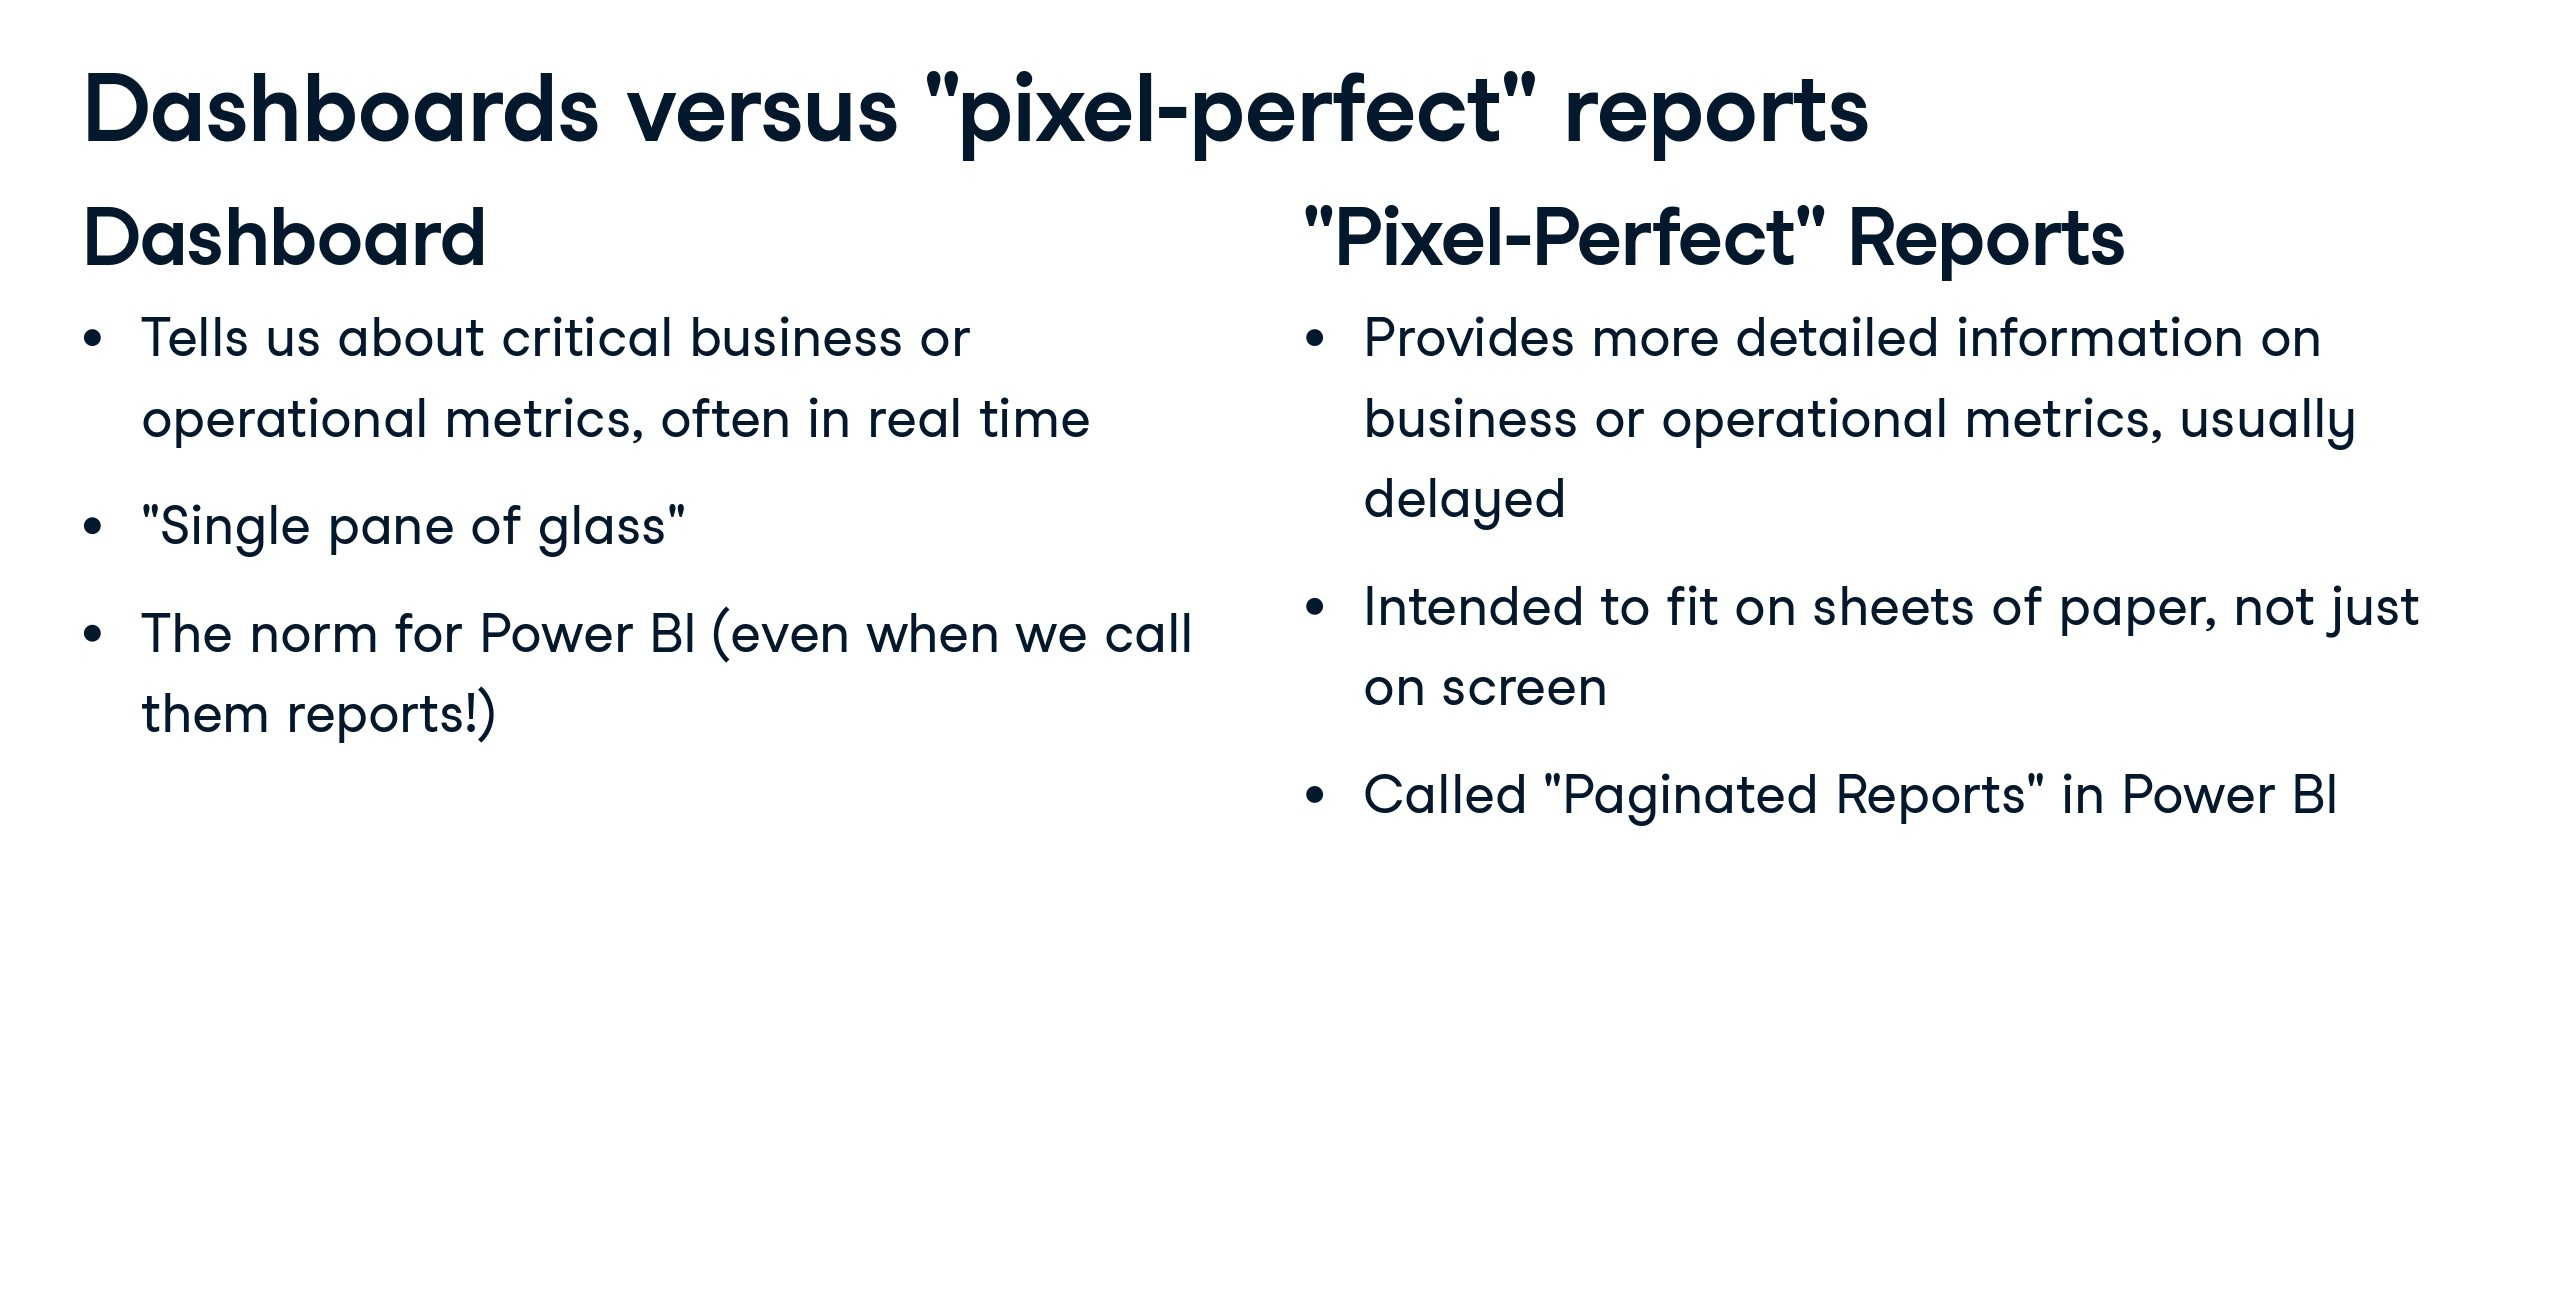 Dashboards versus "pixel-perfect" reports
Dashboard
• Tells us about critical business or
operational metrics, often in real time
• "Single pane of glass"
• The norm for Power BI (even when we call
them reports!)
"Pixel-Perfect" Reports
• Provides more detailed information on
business or operational metrics, usually
delayed
• Intended to fit on sheets of paper, not just
on screen
• Called "Paginated Reports" in Power BI